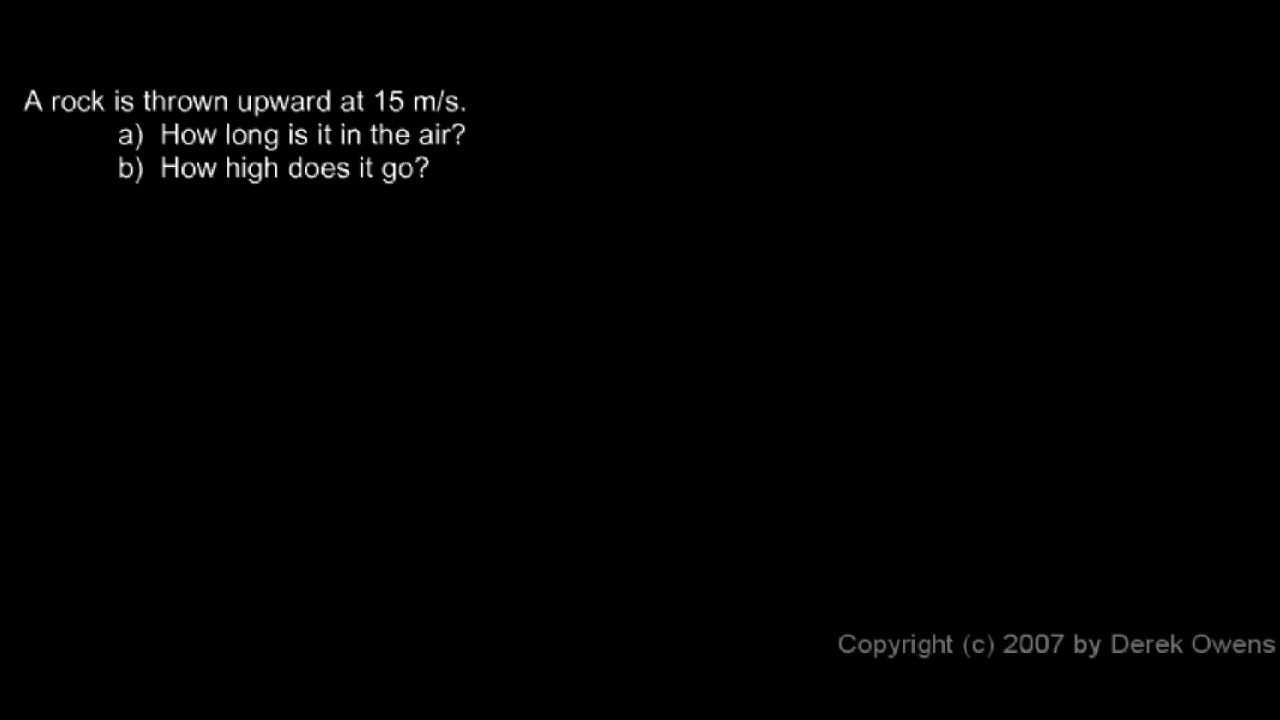 A rock is thrown upward at 15 m/s.
a) How long is it in the air?
b) How high does it go?
Copyright (c) 2007 by Derek Owens